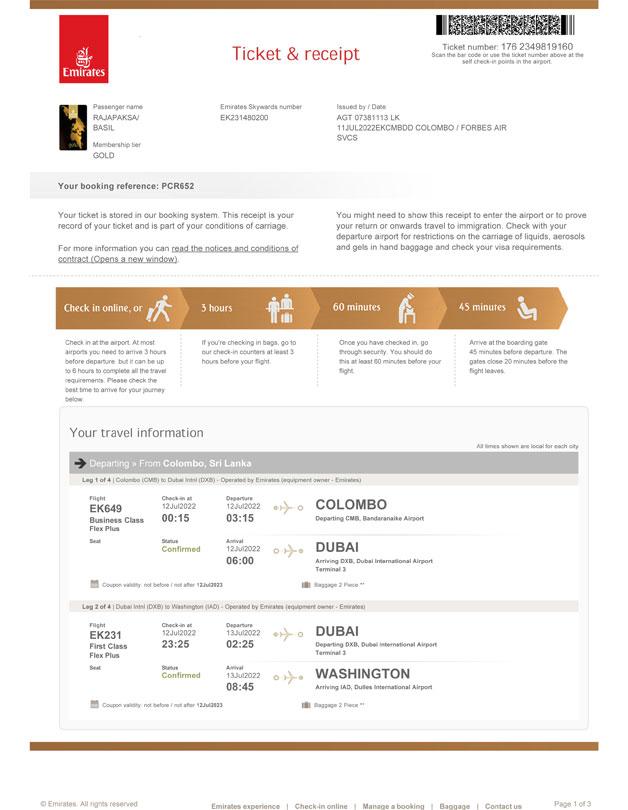 Emirates
Ticket & receipt
Ticket number: 176 2349819160
Scan the bar code or use the ticket number above at the
self check-in points in the airport.
Passenger name
RAJAPAKSA/
BASIL
Membership tier
GOLD
Emirates Skywards number
EK231480200
Issued by / Date
AGT 07381113 LK
11JUL2022EKCMBDD COLOMBO / FORBES AIR
SVCS
Your booking reference: PCR652
Your ticket is stored in our booking system. This receipt is your
record of your ticket and is part of your conditions of carriage.
For more information you can read the notices and conditions of
contract (Opens a new window).
You might need to show this receipt to enter the airport or to prove
your return or onwards travel to immigration. Check with your
departure airport for restrictions on the carriage of liquids, aerosols
and gels in hand baggage and check your visa requirements.
Check in online, or
3 hours
60 minutes
45 minutes
Check in at the airport. At most
airports you need to arrive 3 hours
before departure. but it can be up
to 6 hours to complete all the travel
requirements. Please check the
best time to arrive for your journey
below.
If you're checking in bags, go to
our check-in counters at least 3
hours before your flight.
Once you have checked in, go
through security. You should do
this at least 60 minutes before your
flight.
Arrive at the boarding gate
45 minutes before departure. The
gates close 20 minutes before the
flight leaves.
Your travel information
All times shown are local for each city
Departing » From Colombo, Sri Lanka
Leg 1 of 4 | Colombo (CMB) to Dubai Intnl (DXB) - Operated by Emirates (equipment owner - Emirates)
Flight
EK649
Business Class
Flex Plus
Check-in at
12Jul2022
00:15
Departure
12Jul2022
03:15
COLOMBO
Departing CMB, Bandaranaike Airport
Seat
Status
Confirmed
Arrival
12Jul2022
06:00
DUBAI
Arriving DXB, Dubai International Airport
Terminal 3
Coupon validity: not before / not after 12Jul2023
Baggage 2 Piece **
Leg 2 of 4 | Dubai Intnl (DXB) to Washington (IAD) - Operated by Emirates (equipment owner - Emirates)
Flight
EK231
First Class
Flex Plus
Check-in at
12Jul2022
23:25
Departure
13Jul2022
02:25
DUBAI
Departing DXB, Dubai International Airport
Terminal 3
Seat
Status
Confirmed
Arrival
13Jul2022
08:45
WASHINGTON
Arriving IAD, Dulles International Airport
Coupon validity: not before / not after 12Jul2023
Baggage 2 Piece **
© Emirates. All rights reserved
Emirates experience | Check-in online | Manage a booking | Baggage | Contact us
Page 1 of 3